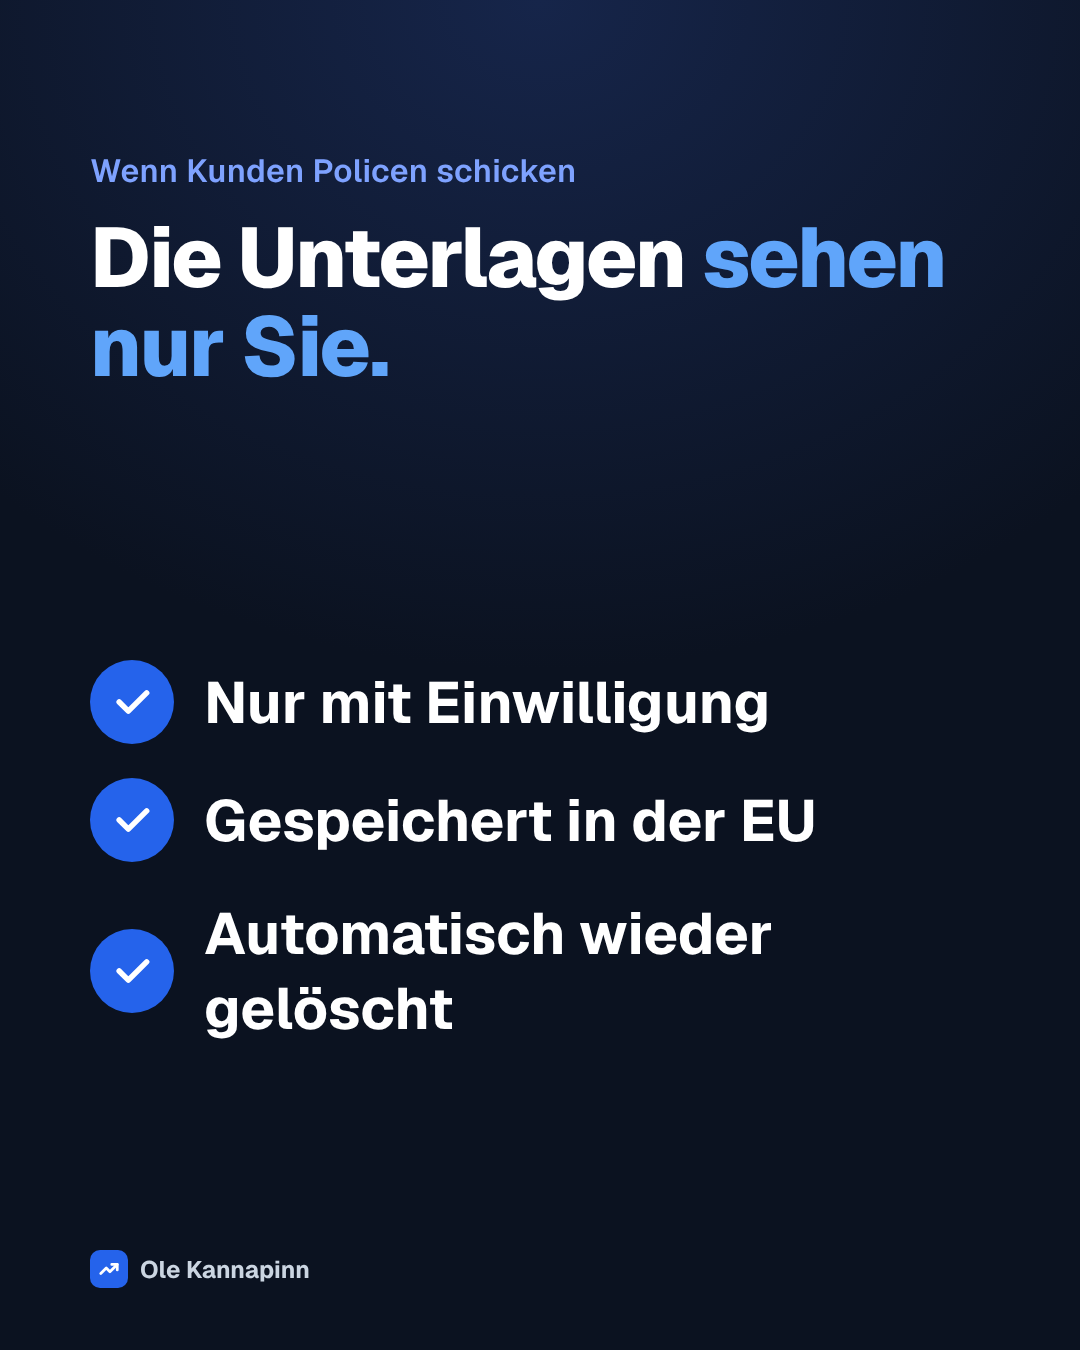 Wenn Kunden Policen schicken
Die Unterlagen sehen
nur Sie.
Nur mit Einwilligung
Gespeichert in der EU
Automatisch wieder
gelöscht
Ole Kannapinn